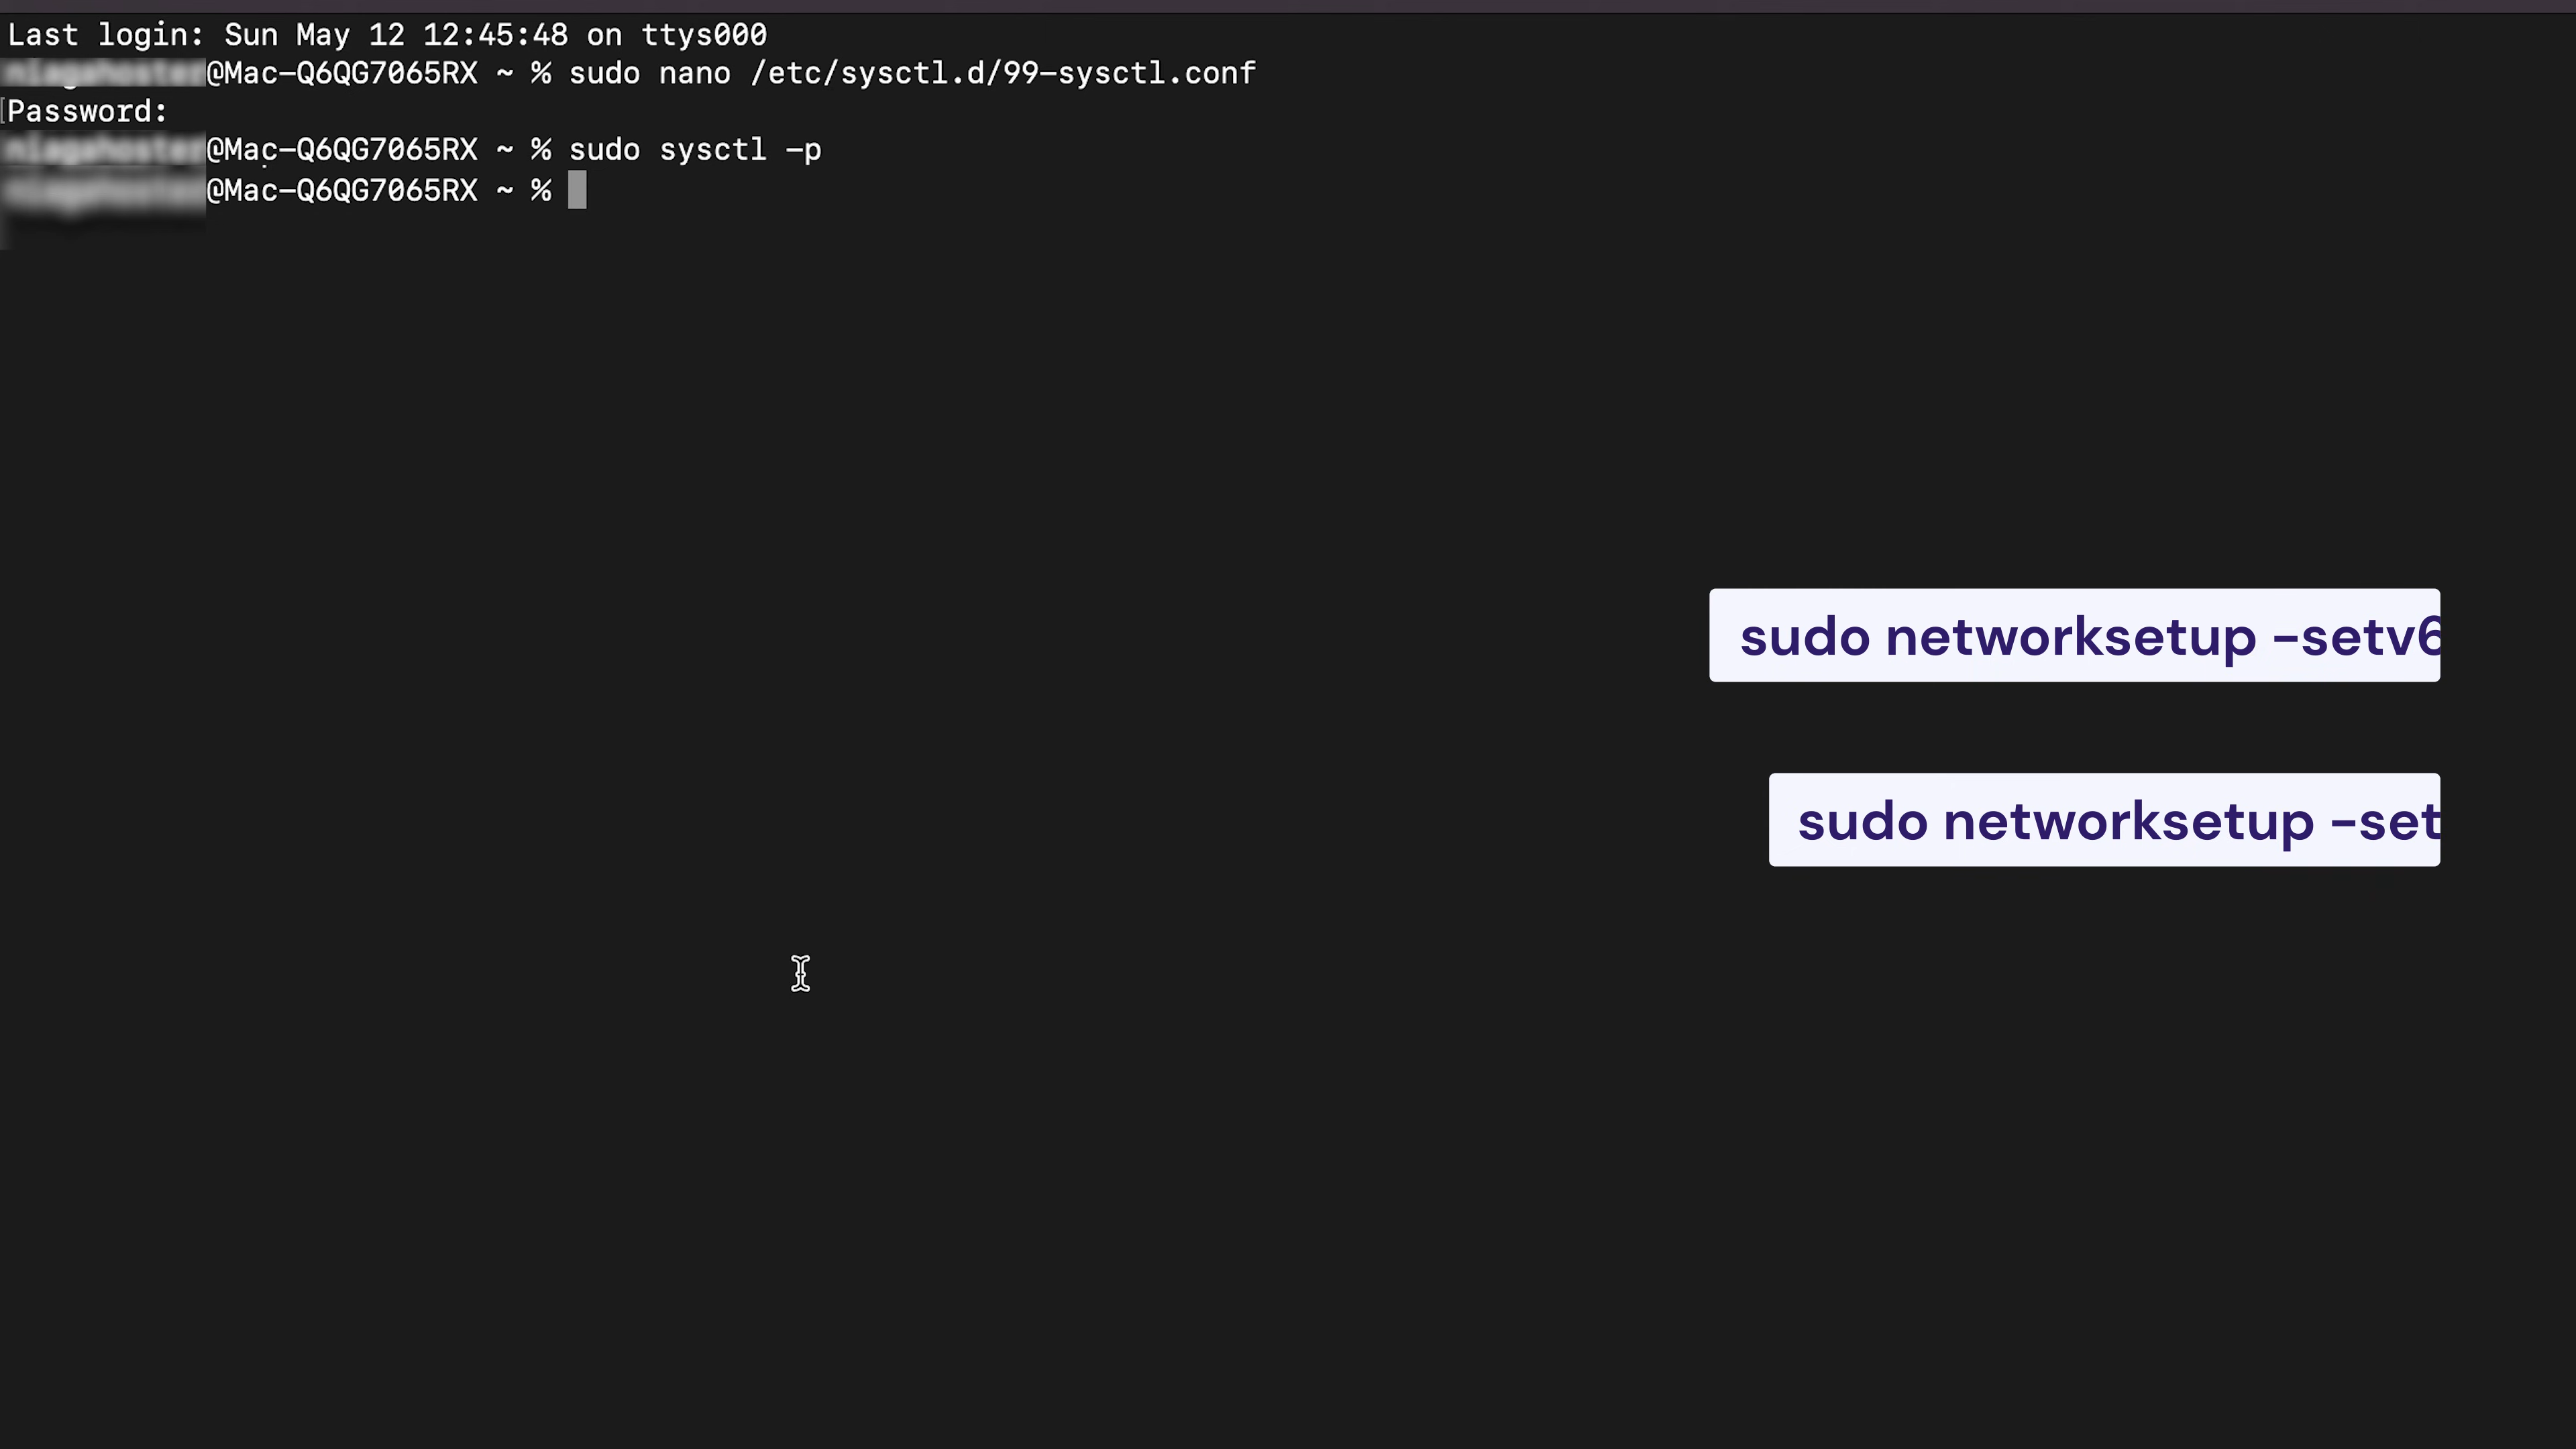 Last login: Sun May 12 12:45:48 on ttys000
@Mac-Q6QG7065RX ~ % sudo nano /etc/sysctl.d/99-sysctl.conf
Password:
@Mac-Q6QG7065RX ~ % sudo sysctl -p
@Mac-Q6QG7065RX ~ %
sudo networksetup -setv6
sudo networksetup -set